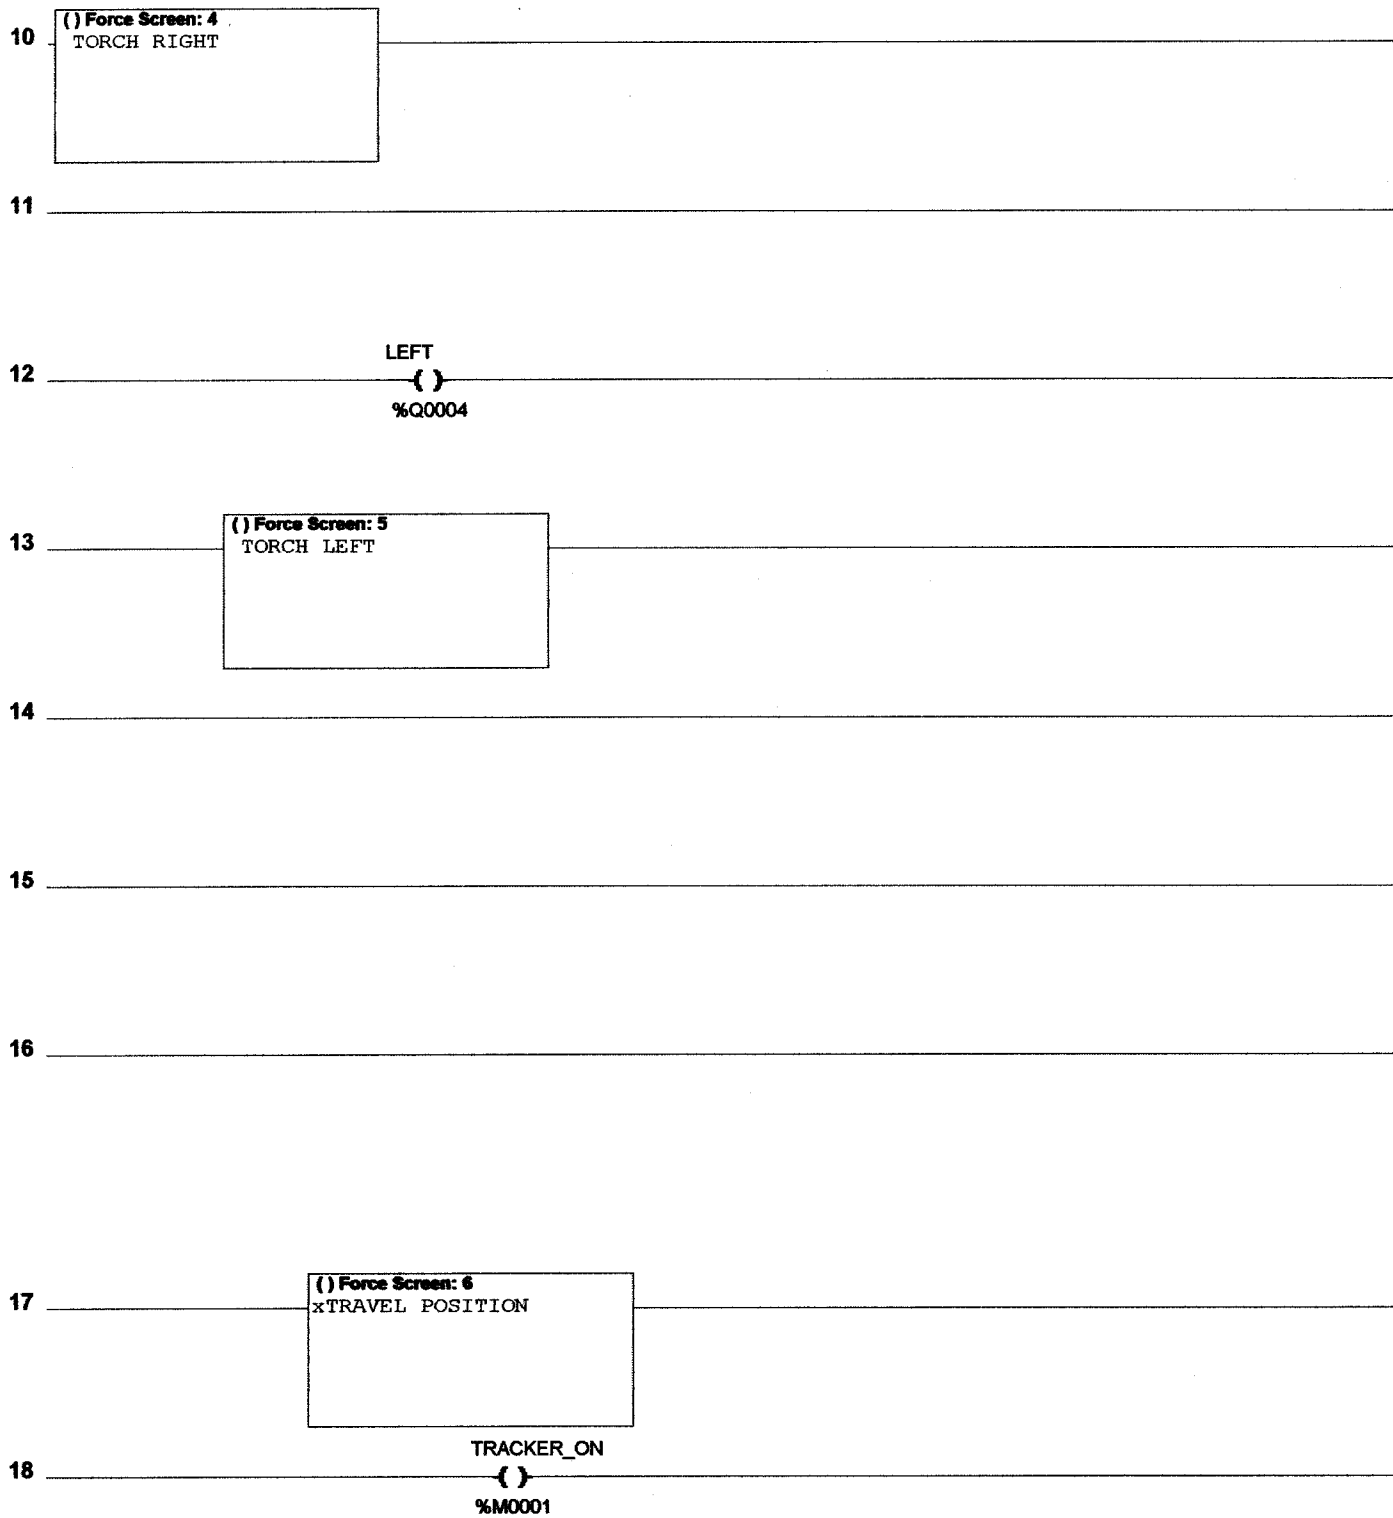 10
( ) Force Screen: 4
TORCH RIGHT
11
LEFT
12
( )
%Q0004
( ) Force Screen: 5
13
TORCH LEFT
14
15
16
( ) Force Screen: 6
17
xTRAVEL POSITION
TRACKER_ON
18
( )
%M0001